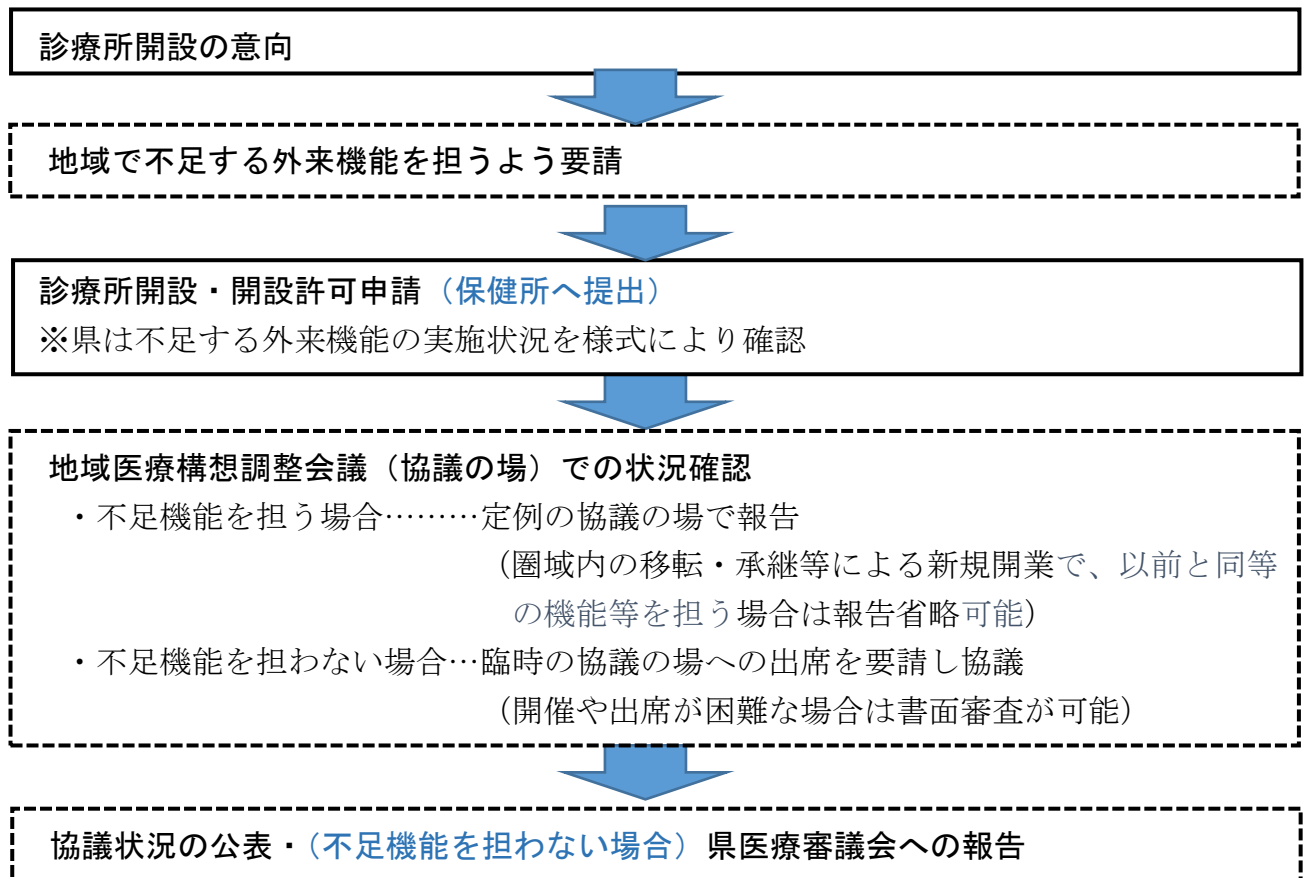 診療所開設の意向
地域で不足する外来機能を担うよう要請
診療所開設・開設許可申請（保健所へ提出）
※県は不足する外来機能の実施状況を様式により確認
地域医療構想調整会議（協議の場）での状況確認
・不足機能を担う場合………定例の協議の場で報告
（圏域内の移転・承継等による新規開業で、以前と同等
の機能等を担う場合は報告省略可能）
・不足機能を担わない場合…臨時の協議の場への出席を要請し協議
（開催や出席が困難な場合は書面審査が可能）
協議状況の公表・（不足機能を担わない場合）県医療審議会への報告